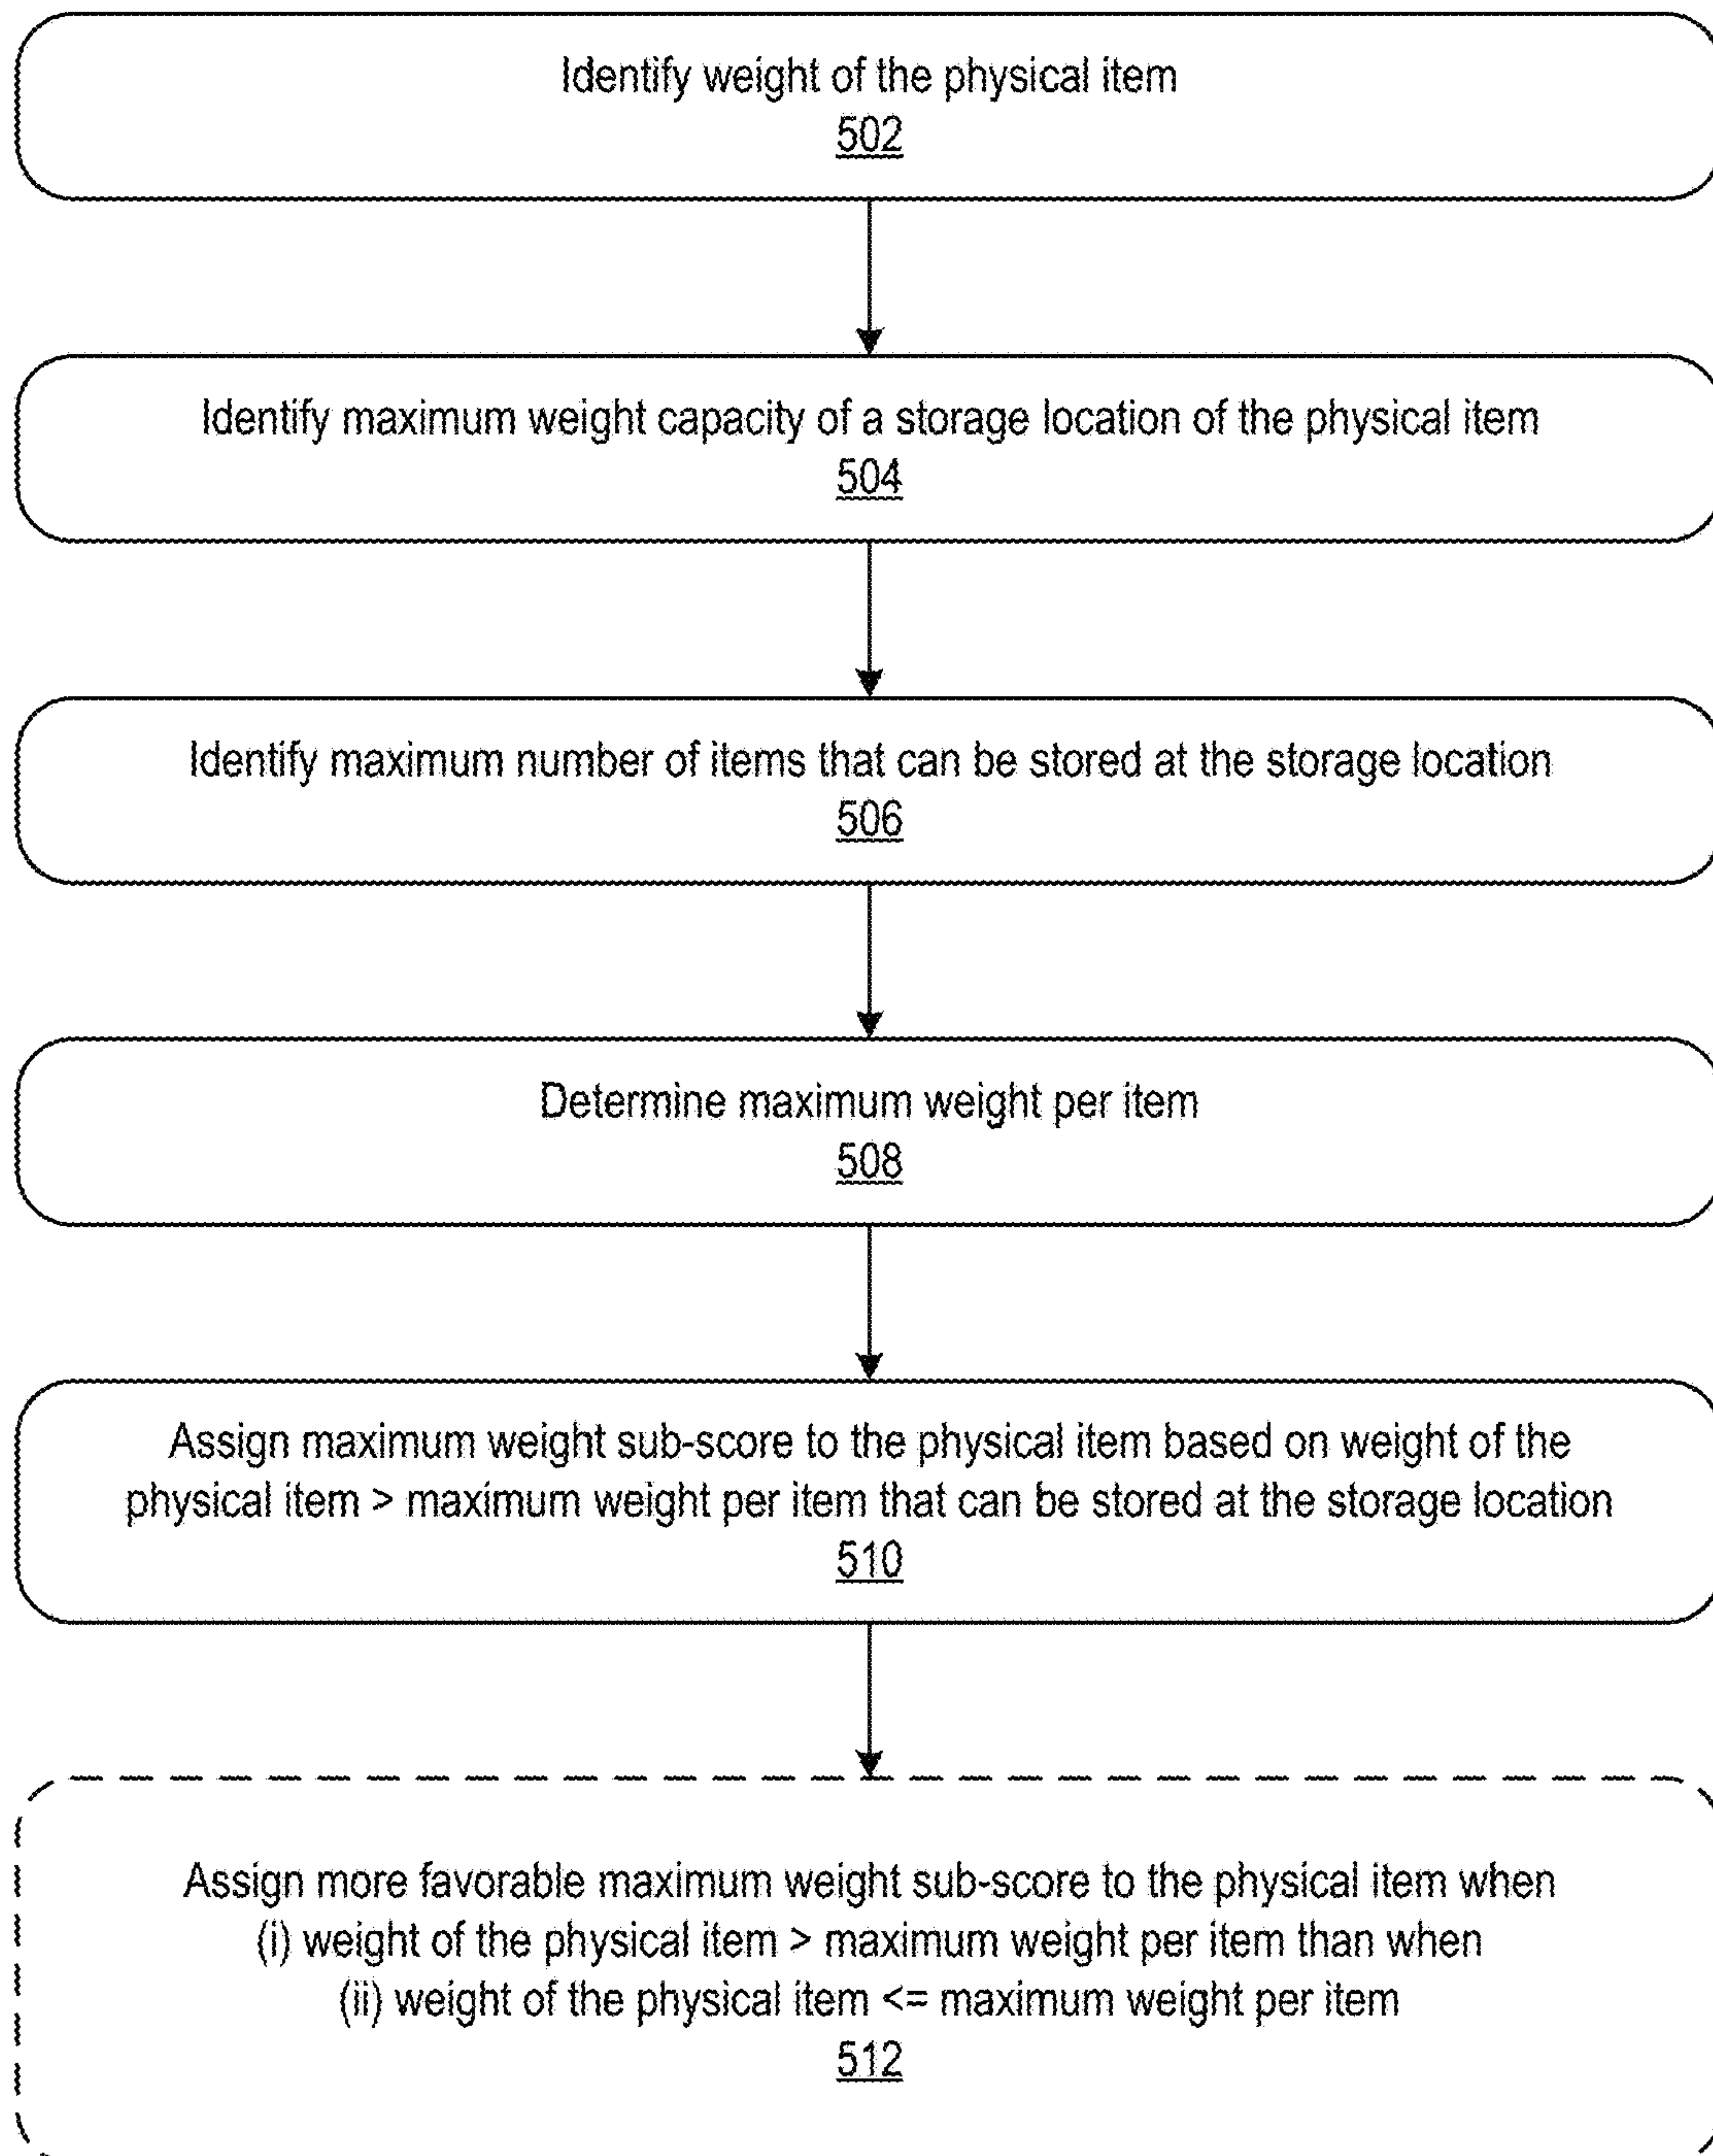 Identify weight of the physical item
502
Identify maximum weight capacity of a storage location of the physical item
504
Identify maximum number of items that can be stored at the storage location
506
Determine maximum weight per item
508
Assign maximum weight sub-score to the physical item based on weight of the
physical item > maximum weight per item that can be stored at the storage location
510
Assign more favorable maximum weight sub-score to the physical item when
(i) weight of the physical item > maximum weight per item than when
(ii) weight of the physical item <= maximum weight per item
512